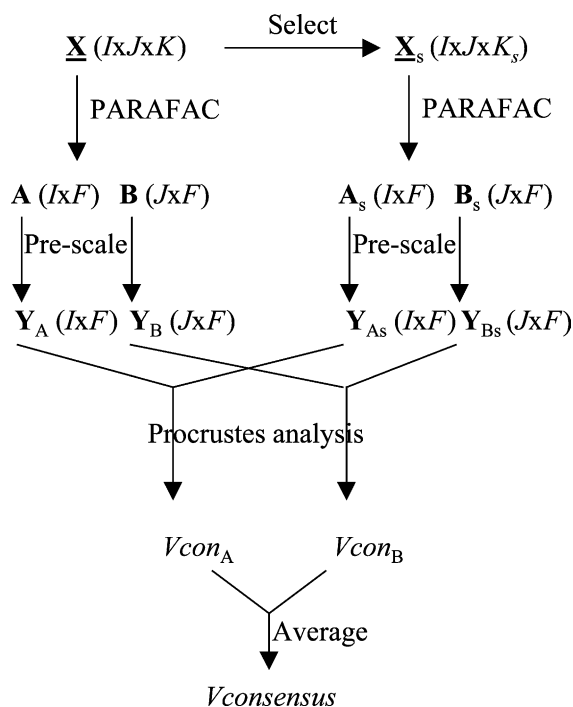 Select
X (IxJxK) Xs (IxJxKs)
PARAFAC PARAFAC
A (IxF) B (JxF) As (IxF) Bs (JxF)
Pre-scale Pre-scale
YA (IxF) YB (JxF) YAs (IxF) YBs (JxF)
Procrustes analysis
VconA VconB
Average
Vconsensus